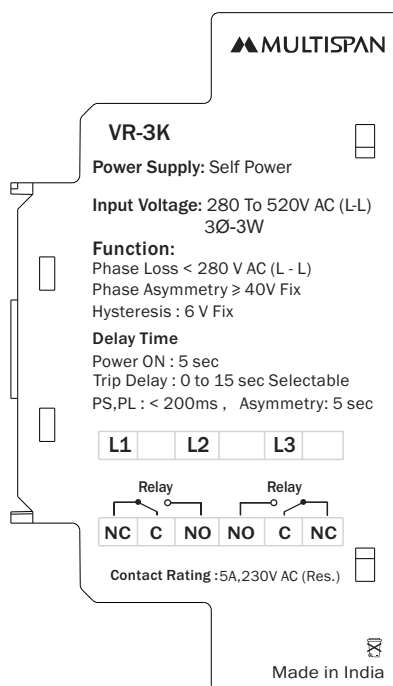 MULTISPAN
VR-3K
Power Supply: Self Power
Input Voltage: 280 To 520V AC (L-L)
3Ø-3W
Function:
Phase Loss < 280 V AC (L - L)
Phase Asymmetry ⩾ 40V Fix
Hysteresis : 6 V Fix
Delay Time
Power ON : 5 sec
Trip Delay : 0 to 15 sec Selectable
PS,PL : < 200ms , Asymmetry: 5 sec
L1 L2 L3
Relay Relay
NC C NO NO C NC
Contact Rating :5A,230V AC (Res.)
Made in India